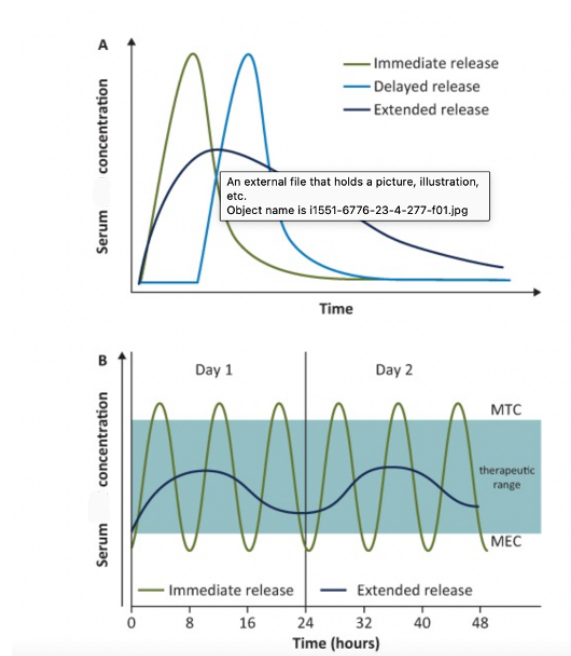 A
Serum concentration
Immediate release
Delayed release
Extended release
An external file that holds a picture, illustration,
etc.
Object name is i1551-6776-23-4-277-f01.jpg
Time
B
Serum concentration
Day 1
Day 2
MTC
therapeutic
range
MEC
Immediate release
Extended release
0 8 16 24 32 40 48
Time (hours)